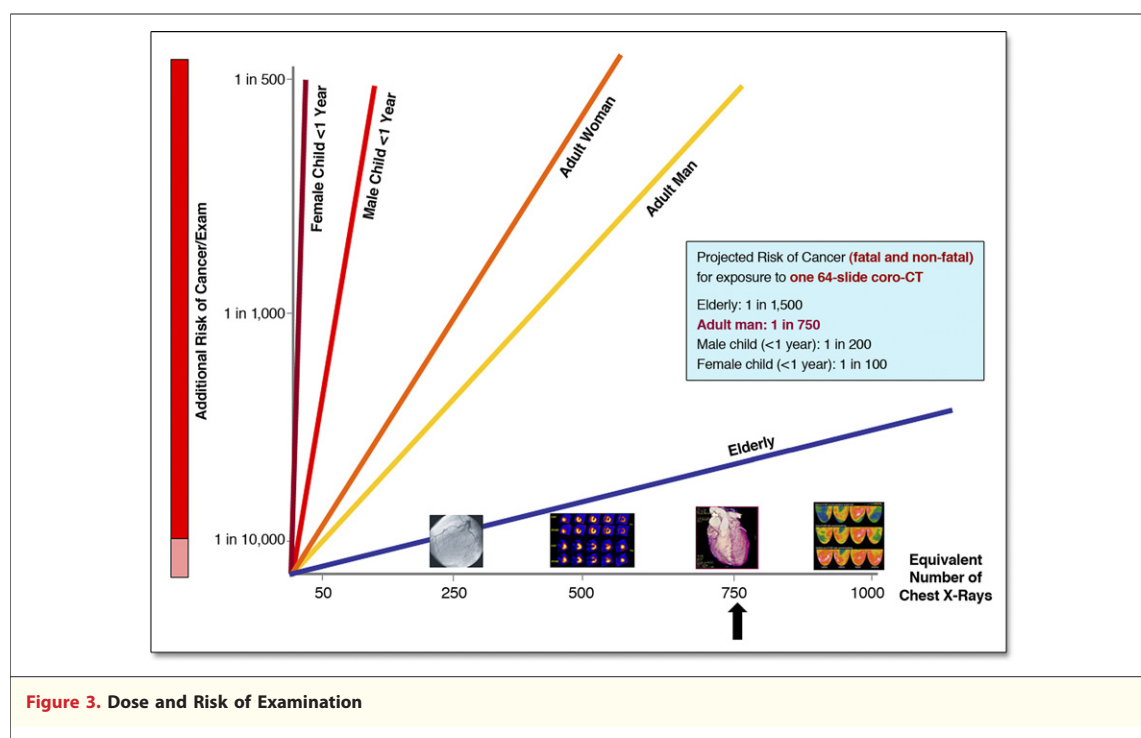 Additional Risk of Cancer/Exam
1 in 500
1 in 1,000
1 in 10,000
Female Child <1 Year
Male Child <1 Year
Adult Woman
Adult Man
Elderly
Projected Risk of Cancer (fatal and non-fatal)
for exposure to one 64-slide coro-CT
Elderly: 1 in 1,500
Adult man: 1 in 750
Male child (<1 year): 1 in 200
Female child (<1 year): 1 in 100
50
250
500
750
1000
Equivalent
Number of
Chest X-Rays
Figure 3. Dose and Risk of Examination